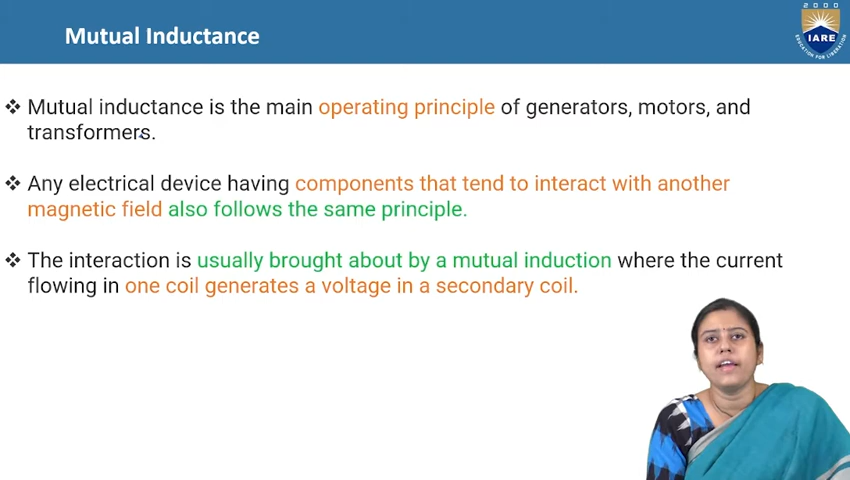 2000
Mutual Inductance
IARE
EDUCATION FOR LIBERATION
❖ Mutual inductance is the main operating principle of generators, motors, and
transformers.
❖ Any electrical device having components that tend to interact with another
magnetic field also follows the same principle.
❖ The interaction is usually brought about by a mutual induction where the current
flowing in one coil generates a voltage in a secondary coil.